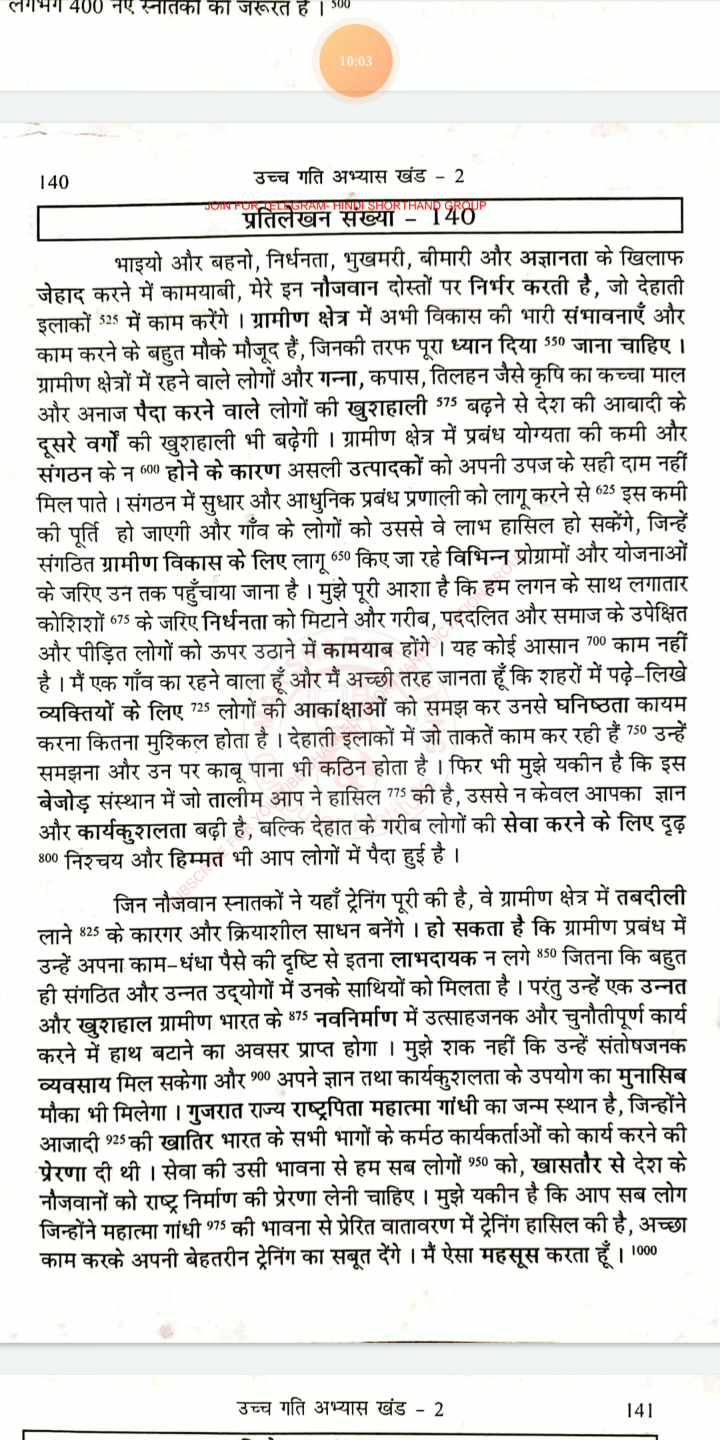 लगभग 400 नए स्नातकों की जरूरत है । 500
10:03
140 उच्च गति अभ्यास खंड - 2
JOIN FOR TELEGRAM- HINDI SHORTHAND GROUP
प्रतिलेखन संख्या - 140
भाइयो और बहनो, निर्धनता, भुखमरी, बीमारी और अज्ञानता के खिलाफ
जेहाद करने में कामयाबी, मेरे इन नौजवान दोस्तों पर निर्भर करती है, जो देहाती
इलाकों 525 में काम करेंगे । ग्रामीण क्षेत्र में अभी विकास की भारी संभावनाएँ और
काम करने के बहुत मौके मौजूद हैं, जिनकी तरफ पूरा ध्यान दिया 550 जाना चाहिए ।
ग्रामीण क्षेत्रों में रहने वाले लोगों और गन्ना, कपास, तिलहन जैसे कृषि का कच्चा माल
और अनाज पैदा करने वाले लोगों की खुशहाली 575 बढ़ने से देश की आबादी के
दूसरे वर्गों की खुशहाली भी बढ़ेगी । ग्रामीण क्षेत्र में प्रबंध योग्यता की कमी और
संगठन के न 600 होने के कारण असली उत्पादकों को अपनी उपज के सही दाम नहीं
मिल पाते । संगठन में सुधार और आधुनिक प्रबंध प्रणाली को लागू करने से 625 इस कमी
की पूर्ति हो जाएगी और गाँव के लोगों को उससे वे लाभ हासिल हो सकेंगे, जिन्हें
संगठित ग्रामीण विकास के लिए लागू 650 किए जा रहे विभिन्न प्रोग्रामों और योजनाओं
के जरिए उन तक पहुँचाया जाना है । मुझे पूरी आशा है कि हम लगन के साथ लगातार
कोशिशों 675 के जरिए निर्धनता को मिटाने और गरीब, पददलित और समाज के उपेक्षित
और पीड़ित लोगों को ऊपर उठाने में कामयाब होंगे । यह कोई आसान 700 काम नहीं
है । मैं एक गाँव का रहने वाला हूँ और मैं अच्छी तरह जानता हूँ कि शहरों में पढ़े-लिखे
व्यक्तियों के लिए 725 लोगों की आकांक्षाओं को समझ कर उनसे घनिष्ठता कायम
करना कितना मुश्किल होता है । देहाती इलाकों में जो ताकतें काम कर रही हैं 750 उन्हें
समझना और उन पर काबू पाना भी कठिन होता है । फिर भी मुझे यकीन है कि इस
बेजोड़ संस्थान में जो तालीम आप ने हासिल 775 की है, उससे न केवल आपका ज्ञान
और कार्यकुशलता बढ़ी है, बल्कि देहात के गरीब लोगों की सेवा करने के लिए दृढ़
800 निश्चय और हिम्मत भी आप लोगों में पैदा हुई है ।
जिन नौजवान स्नातकों ने यहाँ ट्रेनिंग पूरी की है, वे ग्रामीण क्षेत्र में तबदीली
लाने 825 के कारगर और क्रियाशील साधन बनेंगे । हो सकता है कि ग्रामीण प्रबंध में
उन्हें अपना काम-धंधा पैसे की दृष्टि से इतना लाभदायक न लगे 850 जितना कि बहुत
ही संगठित और उन्नत उद्योगों में उनके साथियों को मिलता है । परंतु उन्हें एक उन्नत
और खुशहाल ग्रामीण भारत के 875 नवनिर्माण में उत्साहजनक और चुनौतीपूर्ण कार्य
करने में हाथ बटाने का अवसर प्राप्त होगा । मुझे शक नहीं कि उन्हें संतोषजनक
व्यवसाय मिल सकेगा और 900 अपने ज्ञान तथा कार्यकुशलता के उपयोग का मुनासिब
मौका भी मिलेगा । गुजरात राज्य राष्ट्रपिता महात्मा गांधी का जन्म स्थान है, जिन्होंने
आजादी 925 की खातिर भारत के सभी भागों के कर्मठ कार्यकर्ताओं को कार्य करने की
प्रेरणा दी थी । सेवा की उसी भावना से हम सब लोगों 950 को, खासतौर से देश के
नौजवानों को राष्ट्र निर्माण की प्रेरणा लेनी चाहिए । मुझे यकीन है कि आप सब लोग
जिन्होंने महात्मा गांधी 975 की भावना से प्रेरित वातावरण में ट्रेनिंग हासिल की है, अच्छा
काम करके अपनी बेहतरीन ट्रेनिंग का सबूत देंगे । मैं ऐसा महसूस करता हूँ । 1000
उच्च गति अभ्यास खंड - 2 141